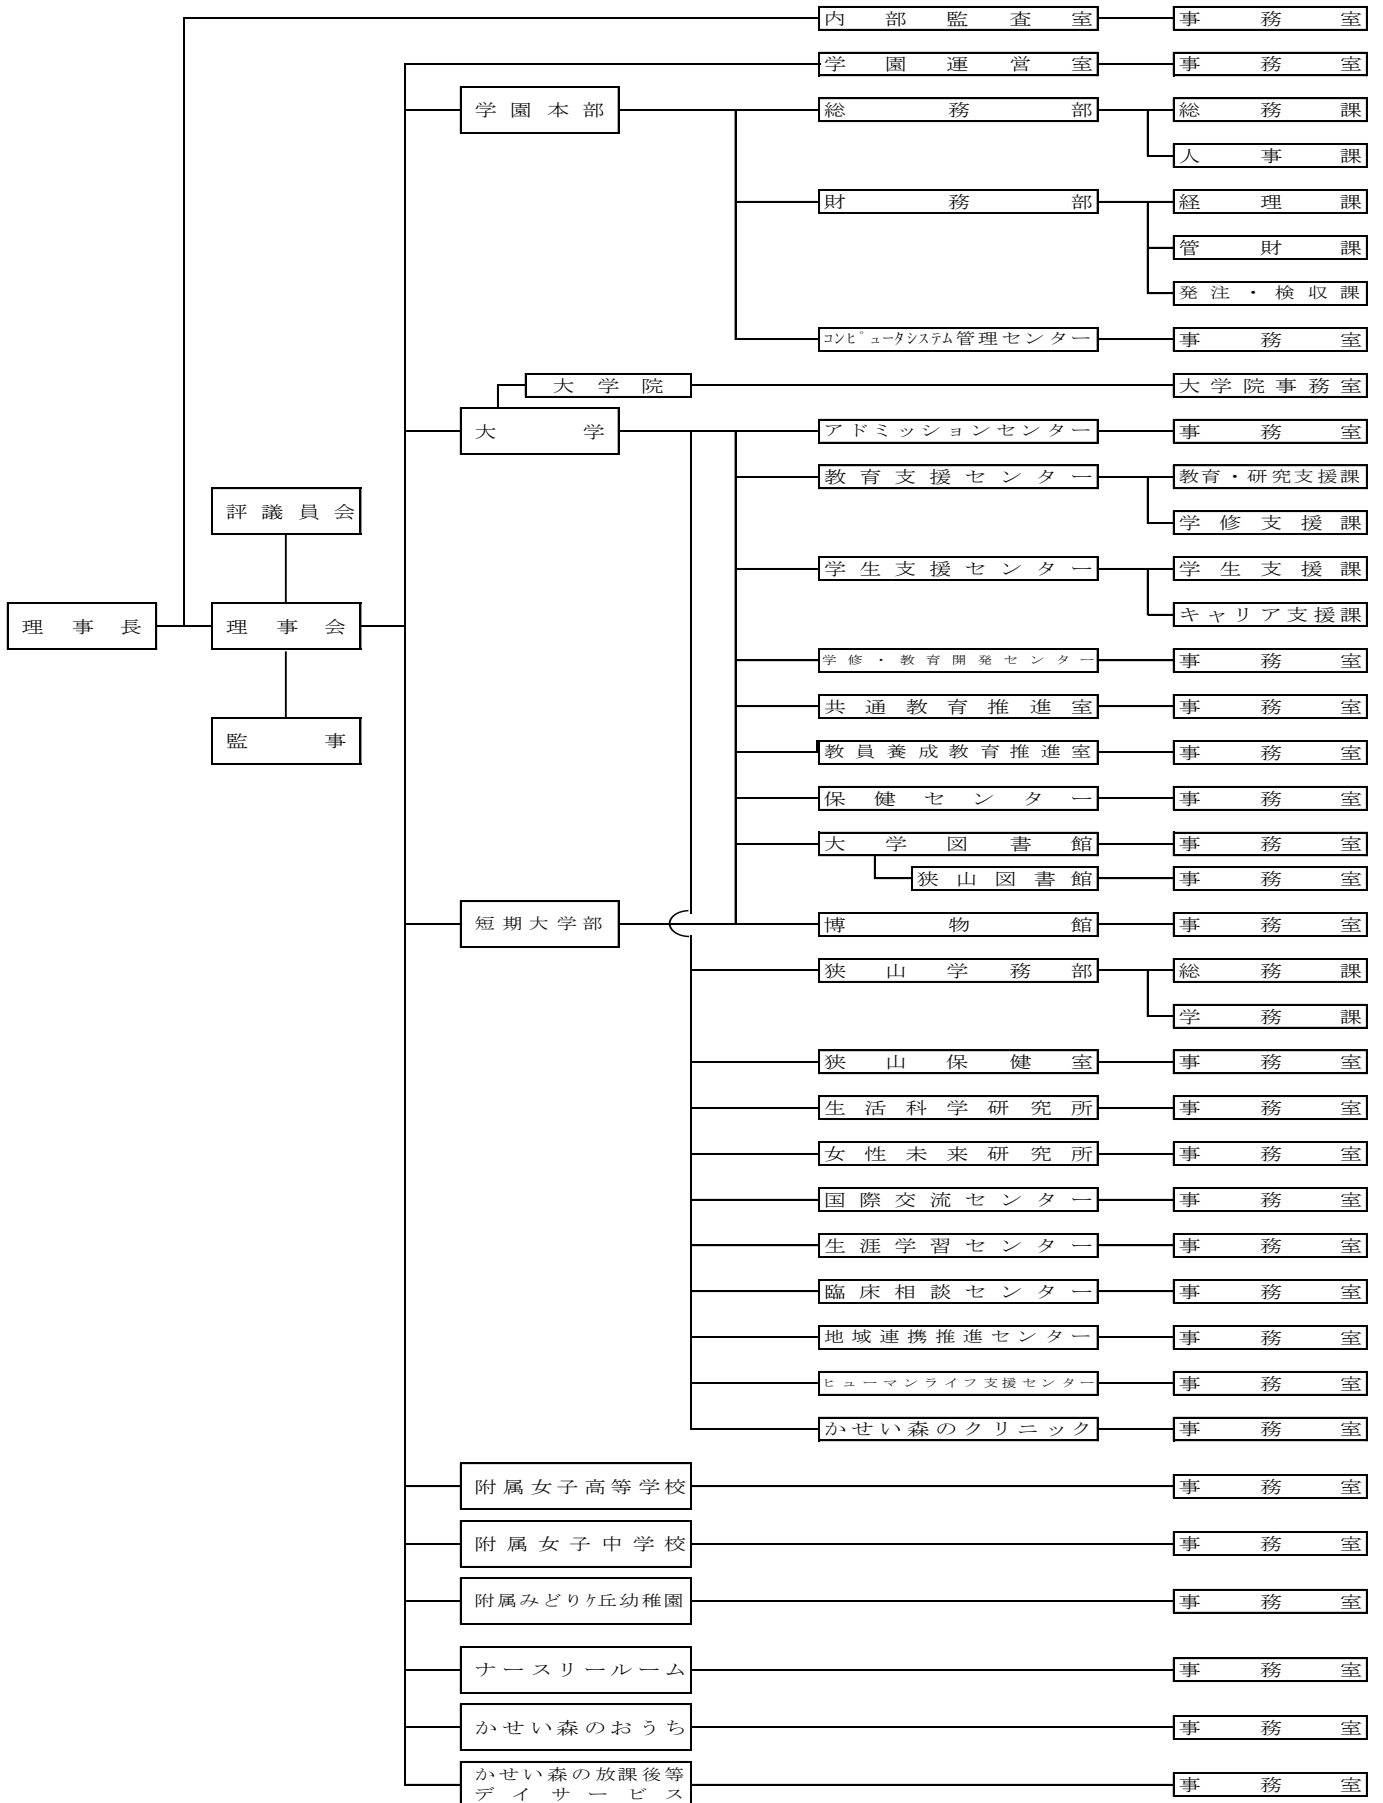 内部監査室 事務室
学園運営室 事務室
学園本部 総務部 総務課
人事課
財務部 経理課
管財課
発注・検収課
コンピュータシステム管理センター 事務室
大学院 大学院事務室
大学 アドミッションセンター 事務室
教育支援センター 教育・研究支援課
評議員会 学修支援課
学生支援センター 学生支援課
キャリア支援課
理事長 理事会
学修・教育開発センター 事務室
共通教育推進室 事務室
監事 教員養成教育推進室 事務室
保健センター 事務室
大学図書館 事務室
狭山図書館 事務室
短期大学部 博物館 事務室
狭山学務部 総務課
学務課
狭山保健室 事務室
生活科学研究所 事務室
女性未来研究所 事務室
国際交流センター 事務室
生涯学習センター 事務室
臨床相談センター 事務室
地域連携推進センター 事務室
ヒューマンライフ支援センター 事務室
かせい森のクリニック 事務室
附属女子高等学校 事務室
附属女子中学校 事務室
附属みどりケ丘幼稚園 事務室
ナースリールーム 事務室
かせい森のおうち 事務室
かせい森の放課後等
デイサービス 事務室